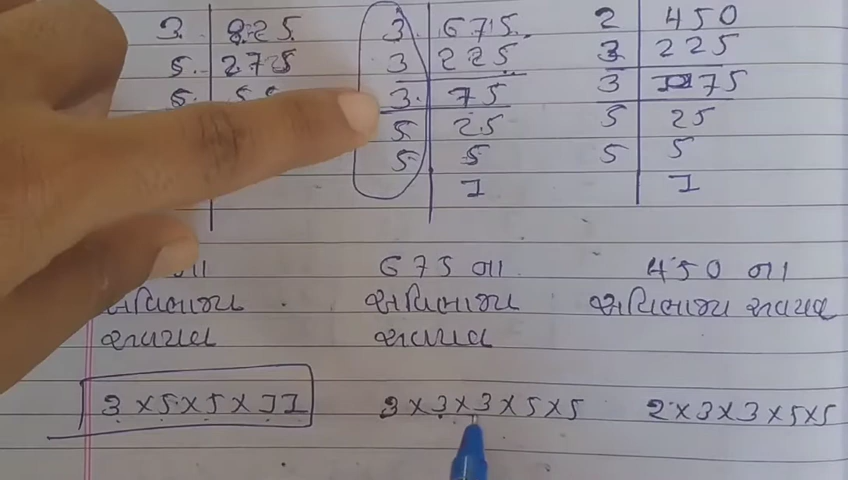 3 825 3 675 2 450
5 275 3 225 3 225
5 3 75 3 75
5 25 5 25
5 5 5 5
1 1
675 ના 450 ના
અવિભાજ્ય અવિભાજ્ય અવિભાજ્ય અવયવ
અવયવ અવયવ
3 × 5 × 5 × 11 3 × 3 × 3 × 5 × 5 2 × 3 × 3 × 5 × 5